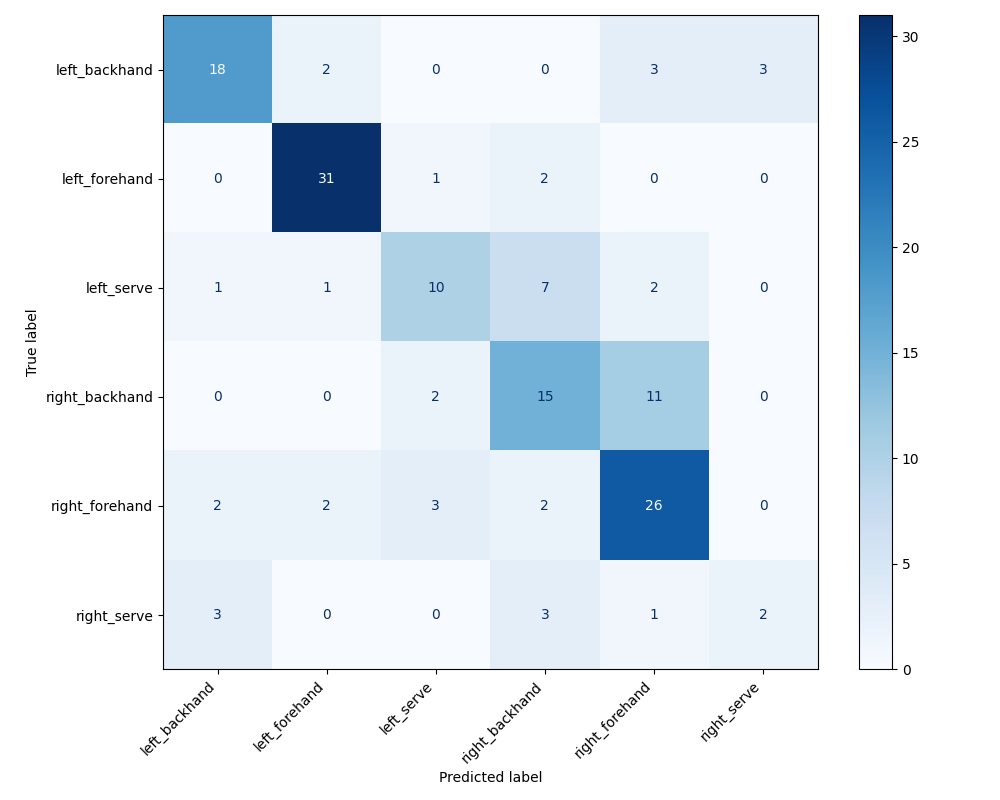 left_backhand 18 2 0 0 3 3
left_forehand 0 31 1 2 0 0
left_serve 1 1 10 7 2 0
right_backhand 0 0 2 15 11 0
right_forehand 2 2 3 2 26 0
right_serve 3 0 0 3 1 2
True label
left_backhand left_forehand left_serve right_backhand right_forehand right_serve
Predicted label
30
25
20
15
10
5
0